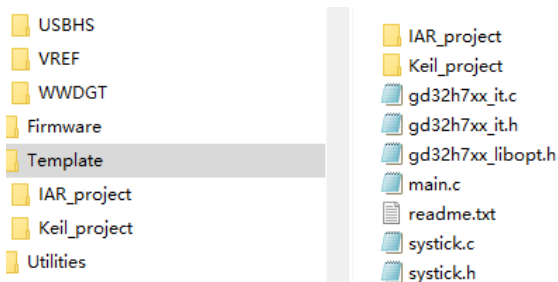 USBHS
VREF
WWDGT
Firmware
Template
IAR_project
Keil_project
Utilities
IAR_project
Keil_project
gd32h7xx_it.c
gd32h7xx_it.h
gd32h7xx_libopt.h
main.c
readme.txt
systick.c
systick.h